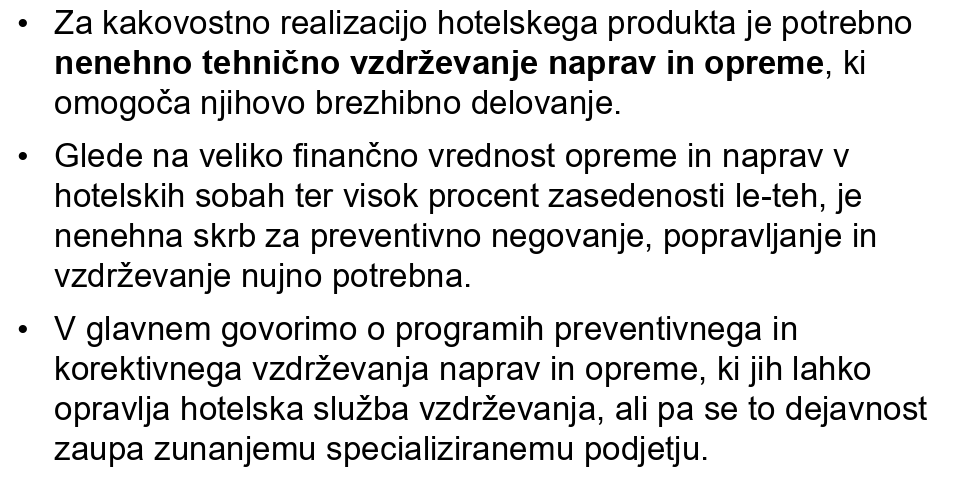 • Za kakovostno realizacijo hotelskega produkta je potrebno
nenehno tehnično vzdrževanje naprav in opreme, ki
omogoča njihovo brezhibno delovanje.
• Glede na veliko finančno vrednost opreme in naprav v
hotelskih sobah ter visok procent zasedenosti le-teh, je
nenehna skrb za preventivno negovanje, popravljanje in
vzdrževanje nujno potrebna.
• V glavnem govorimo o programih preventivnega in
korektivnega vzdrževanja naprav in opreme, ki jih lahko
opravlja hotelska služba vzdrževanja, ali pa se to dejavnost
zaupa zunanjemu specializiranemu podjetju.